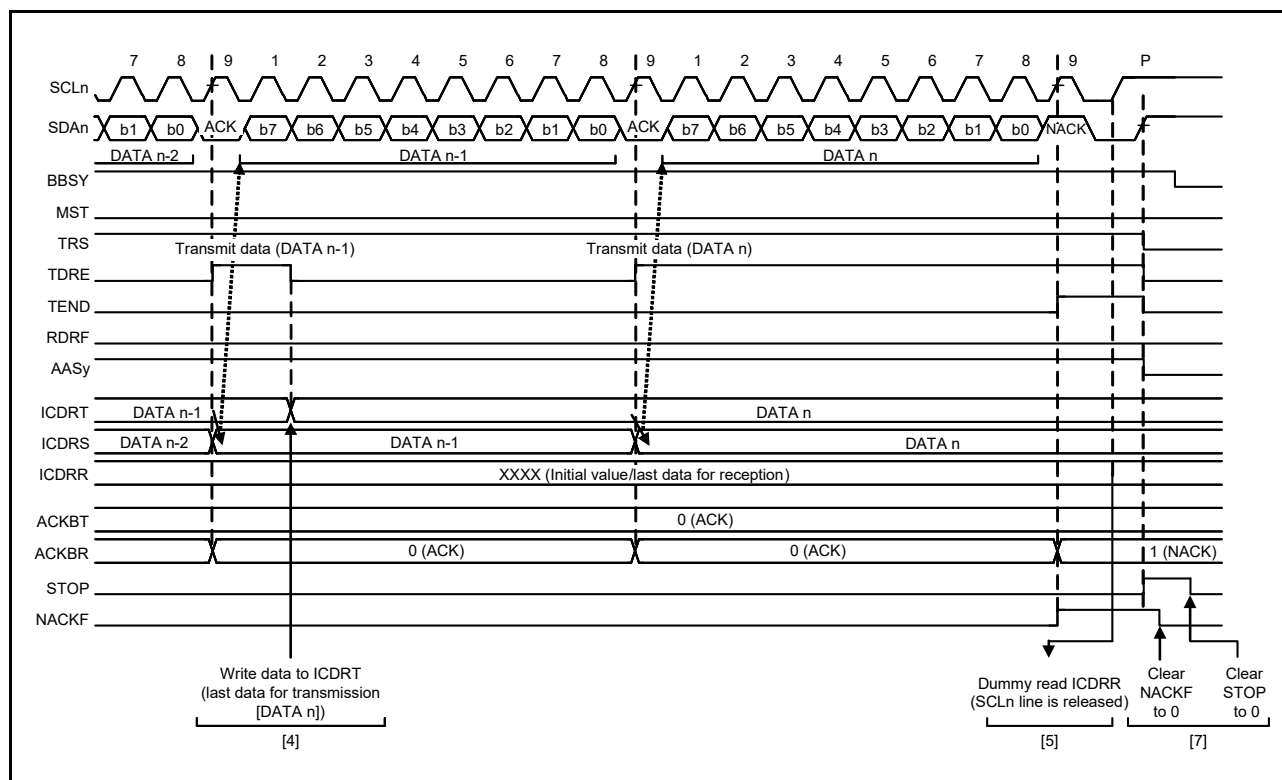 7 8 9 1 2 3 4 5 6 7 8 9 1 2 3 4 5 6 7 8 9 P
SCLn
SDAn b1 b0 ACK b7 b6 b5 b4 b3 b2 b1 b0 ACK b7 b6 b5 b4 b3 b2 b1 b0 NACK
DATA n-2 DATA n-1 DATA n
BBSY
MST
TRS
Transmit data (DATA n-1) Transmit data (DATA n)
TDRE
TEND
RDRF
AASy
ICDRT DATA n-1 DATA n
ICDRS DATA n-2 DATA n-1 DATA n
ICDRR XXXX (Initial value/last data for reception)
ACKBT 0 (ACK)
ACKBR 0 (ACK) 0 (ACK) 1 (NACK)
STOP
NACKF
Write data to ICDRT
(last data for transmission
[DATA n])
[4]
Dummy read ICDRR
(SCLn line is released)
[5]
Clear
NACKF
to 0
Clear
STOP
to 0
[7]